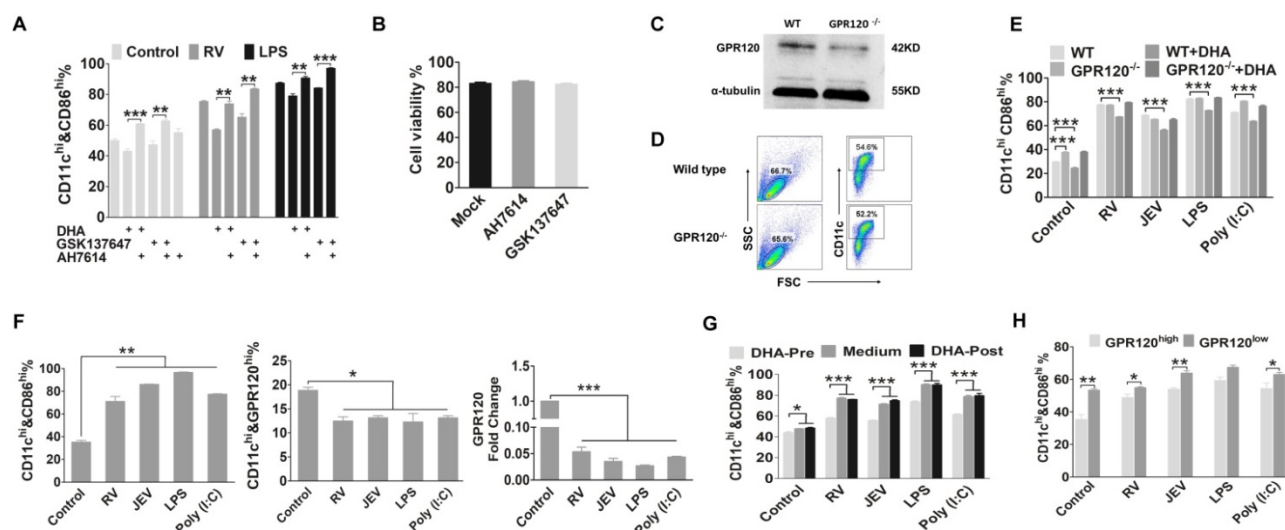 A
Control RV LPS
CD11c^hi&CD86^hi%
100
80
60
40
20
0
*** ** ** ** ** ***
DHA + + + + + +
GSK137647 + + + + + +
AH7614 + + + + + + +
B
Cell viability %
100
80
60
40
20
0
Mock
AH7614
GSK137647
C
WT GPR120 -/-
GPR120 42KD
α-tubulin 55KD
D
Wild type
66.7%
54.6%
GPR120-/-
65.6%
52.2%
SSC
CD11c
FSC
E
WT WT+DHA
GPR120-/- GPR120-/-+DHA
CD11c^hi CD86^hi%
100
80
60
40
20
0
***
***
*** *** *** ***
Control
RV
JEV
LPS
Poly (I:C)
F
CD11c^hi&CD86^hi%
100
80
60
40
20
0
**
Control
RV
JEV
LPS
Poly (I:C)
CD11c^hi&GPR120^hi%
25
20
15
10
5
0
*
Control
RV
JEV
LPS
Poly (I:C)
GPR120
Fold Change
1.0
0.5
0.10
0.05
0.00
***
Control
RV
JEV
LPS
Poly (I:C)
G
DHA-Pre Medium DHA-Post
CD11c^hi&CD86^hi%
100
80
60
40
20
0
* *** *** *** ***
Control
RV
JEV
LPS
Poly (I:C)
H
GPR120^high GPR120^low
CD11c^hi&CD86^hi%
80
60
40
20
0
** * ** *
Control
RV
JEV
LPS
Poly (I:C)